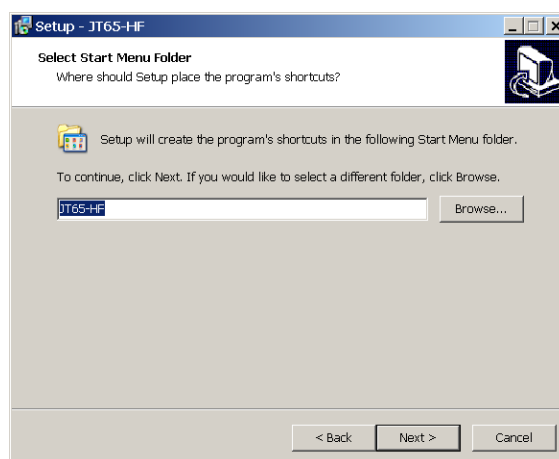 Setup - JT65-HF
Select Start Menu Folder
Where should Setup place the program's shortcuts?
Setup will create the program's shortcuts in the following Start Menu folder.
To continue, click Next. If you would like to select a different folder, click Browse.
JT65-HF
Browse...
< Back
Next >
Cancel